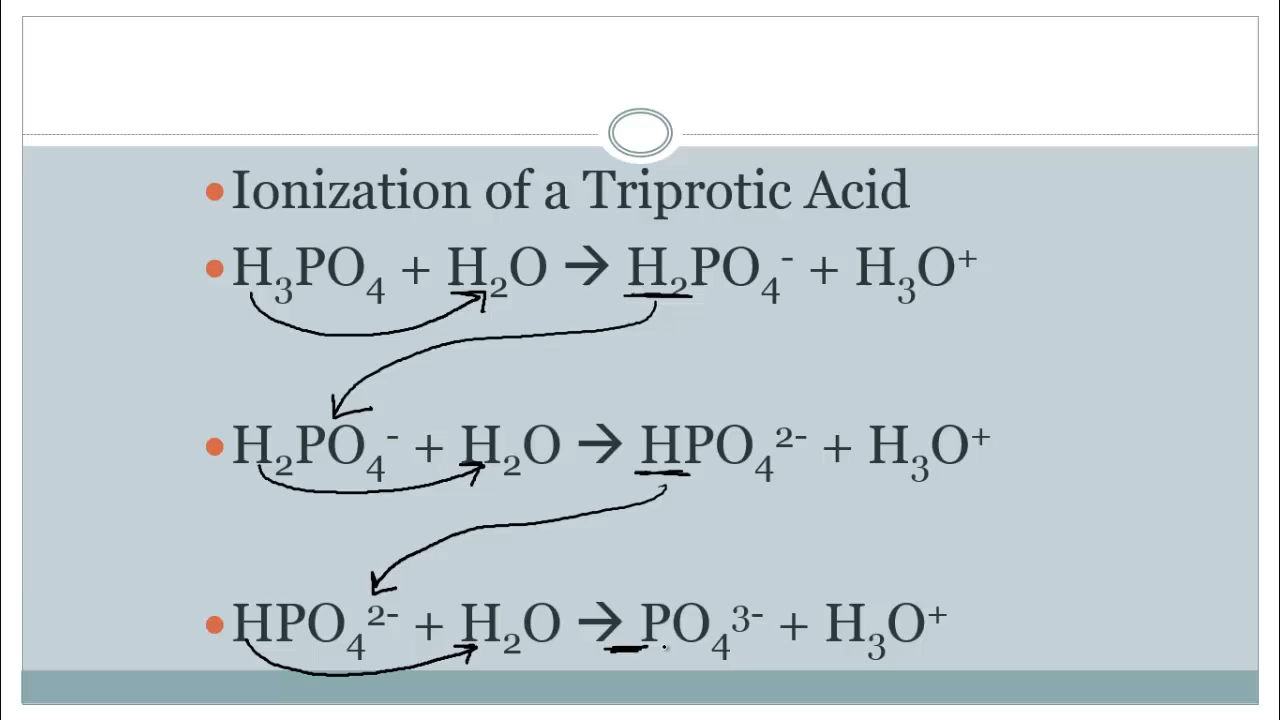 Ionization of a Triprotic Acid
H₃PO₄ + H₂O → H₂PO₄⁻ + H₃O⁺
H₂PO₄⁻ + H₂O → HPO₄²⁻ + H₃O⁺
HPO₄²⁻ + H₂O → PO₄³⁻ + H₃O⁺